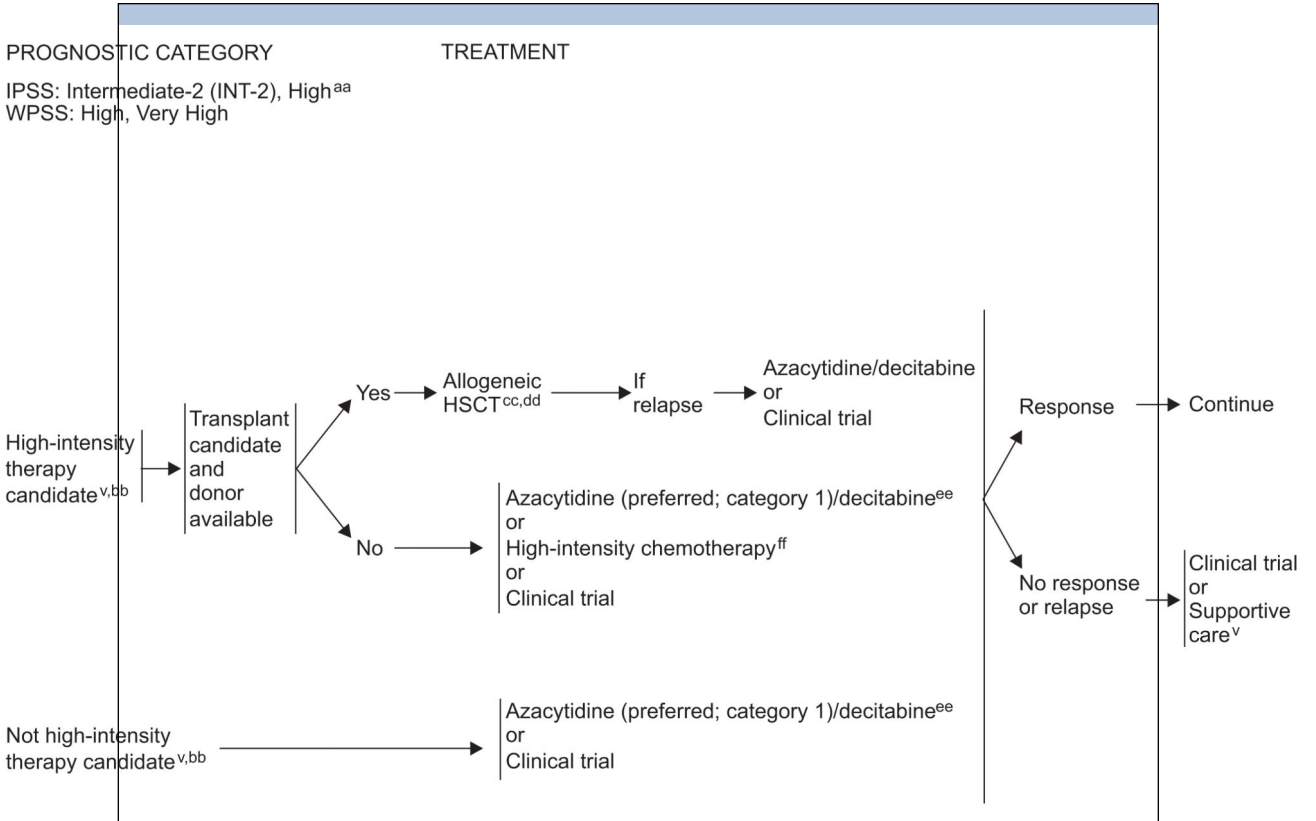 PROGNOSTIC CATEGORY
TREATMENT
IPSS: Intermediate-2 (INT-2), High aa
WPSS: High, Very High
High-intensity
therapy
candidate v,bb
Transplant
candidate
and
donor
available
Yes
Allogeneic
HSCT cc,dd
If
relapse
Azacytidine/decitabine
or
Clinical trial
No
Azacytidine (preferred; category 1)/decitabine ee
or
High-intensity chemotherapy ff
or
Clinical trial
Not high-intensity
therapy candidate v,bb
Azacytidine (preferred; category 1)/decitabine ee
or
Clinical trial
Response
Continue
No response
or relapse
Clinical trial
or
Supportive
care v